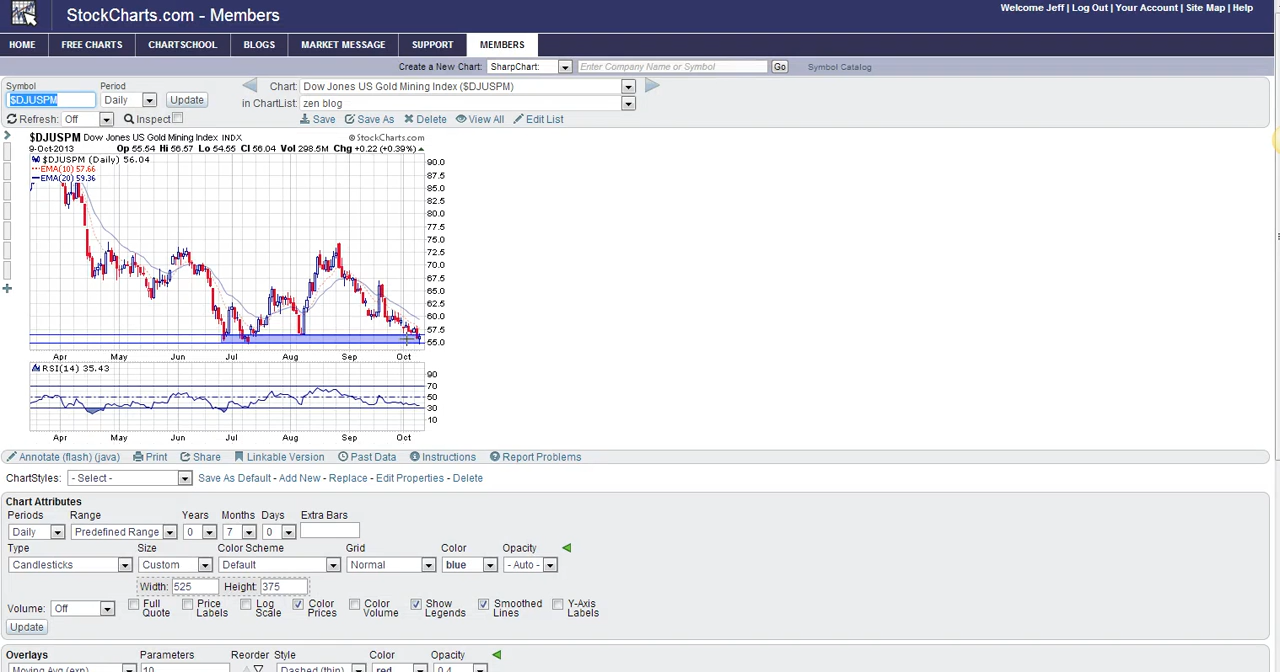 StockCharts.com - Members
Welcome Jeff | Log Out | Your Account | Site Map | Help
HOME FREE CHARTS CHARTSCHOOL BLOGS MARKET MESSAGE SUPPORT MEMBERS
Create a New Chart: SharpChart: Enter Company Name or Symbol Go Symbol Catalog
Symbol Period Chart: Dow Jones US Gold Mining Index ($DJUSPM)
$DJUSPM Daily Update in ChartList: zen blog
Refresh: Off Inspect Save Save As Delete View All Edit List
$DJUSPM Dow Jones US Gold Mining Index INDX © StockCharts.com
9-Oct-2013 Op 55.54 Hi 56.57 Lo 54.55 Cl 56.04 Vol 298.5M Chg +0.22 (+0.39%)
$DJUSPM (Daily) 56.04
EMA(10) 57.66
EMA(20) 59.36
90.0
87.5
85.0
82.5
80.0
77.5
75.0
72.5
70.0
67.5
65.0
62.5
60.0
57.5
55.0
Apr May Jun Jul Aug Sep Oct
RSI(14) 35.43
90
70
50
30
10
Apr May Jun Jul Aug Sep Oct
Annotate (flash) (java) Print Share Linkable Version Past Data Instructions Report Problems
ChartStyles: - Select - Save As Default - Add New - Replace - Edit Properties - Delete
Chart Attributes
Periods Range Years Months Days Extra Bars
Daily Predefined Range 0 7 0
Type Size Color Scheme Grid Color Opacity
Candlesticks Custom Default Normal blue - Auto -
Width: 525 Height: 375
Volume: Off Full Quote Price Labels Log Scale Color Prices Color Volume Show Legends Smoothed Lines Y-Axis Labels
Update
Overlays Parameters Reorder Style Color Opacity
Moving Avg (exp) 10 Dashed (thin) red 0.4